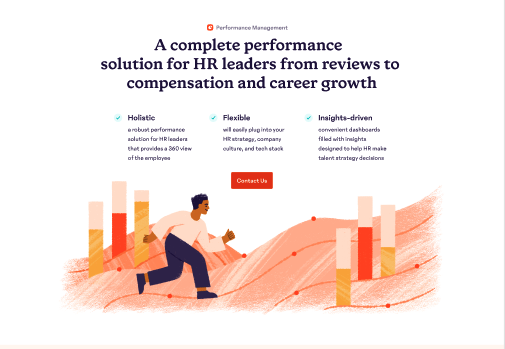 Performance Management
A complete performance
solution for HR leaders from reviews to
compensation and career growth
Holistic
a robust performance
solution for HR leaders
that provides a 360 view
of the employee
Flexible
will easily plug into your
HR strategy, company
culture, and tech stack
Insights-driven
convenient dashboards
filled with insights
designed to help HR make
talent strategy decisions
Contact Us